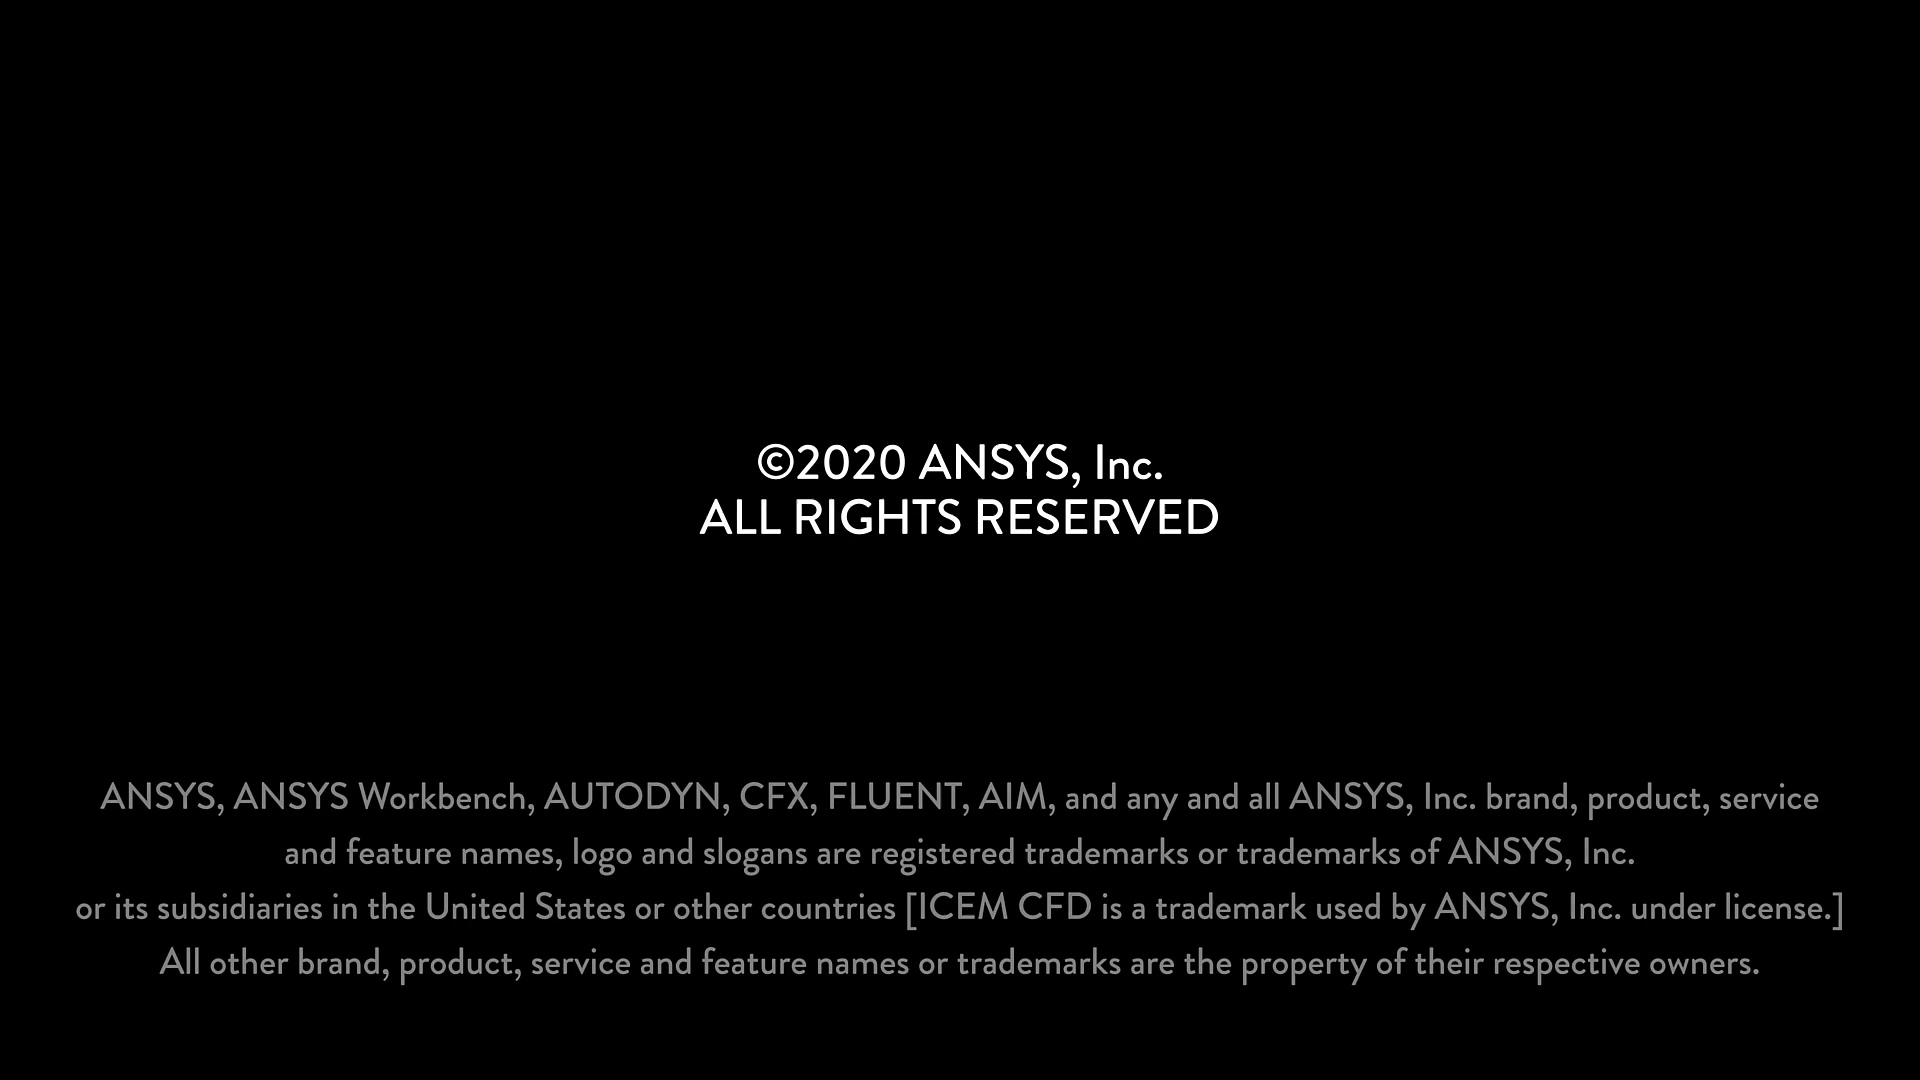 ©2020 ANSYS, Inc.
ALL RIGHTS RESERVED
ANSYS, ANSYS Workbench, AUTODYN, CFX, FLUENT, AIM, and any and all ANSYS, Inc. brand, product, service
and feature names, logo and slogans are registered trademarks or trademarks of ANSYS, Inc.
or its subsidiaries in the United States or other countries [ICEM CFD is a trademark used by ANSYS, Inc. under license.]
All other brand, product, service and feature names or trademarks are the property of their respective owners.